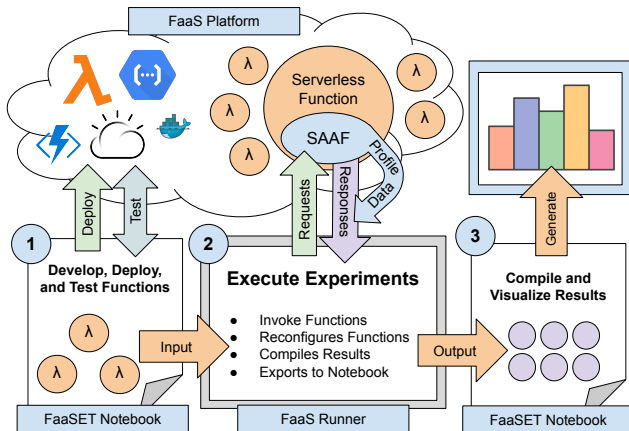 FaaS Platform
λ
λ
λ
λ
λ
λ
Serverless
Function
SAAF
Profile
Data
Deploy
Test
Requests
Responses
Generate
1
Develop, Deploy,
and Test Functions
λ
λ
λ
FaaSET Notebook
Input
2
Execute Experiments
● Invoke Functions
● Reconfigures Functions
● Compiles Results
● Exports to Notebook
FaaS Runner
Output
3
Compile and
Visualize Results
FaaSET Notebook